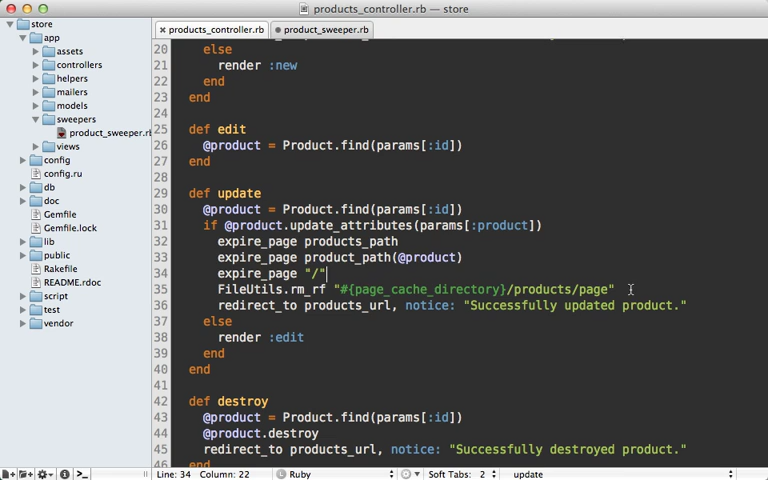 products_controller.rb — store
store
app
assets
controllers
helpers
mailers
models
sweepers
product_sweeper.rb
views
config
config.ru
db
doc
Gemfile
Gemfile.lock
lib
public
Rakefile
README.rdoc
script
test
vendor
products_controller.rb
product_sweeper.rb
20 else
21 render :new
22 end
23 end
24
25 def edit
26 @product = Product.find(params[:id])
27 end
28
29 def update
30 @product = Product.find(params[:id])
31 if @product.update_attributes(params[:product])
32 expire_page products_path
33 expire_page product_path(@product)
34 expire_page "/"
35 FileUtils.rm_rf "#{page_cache_directory}/products/page"
36 redirect_to products_url, notice: "Successfully updated product."
37 else
38 render :edit
39 end
40 end
41
42 def destroy
43 @product = Product.find(params[:id])
44 @product.destroy
45 redirect_to products_url, notice: "Successfully destroyed product."
46 end
Line: 34 Column: 22 Ruby Soft Tabs: 2 update